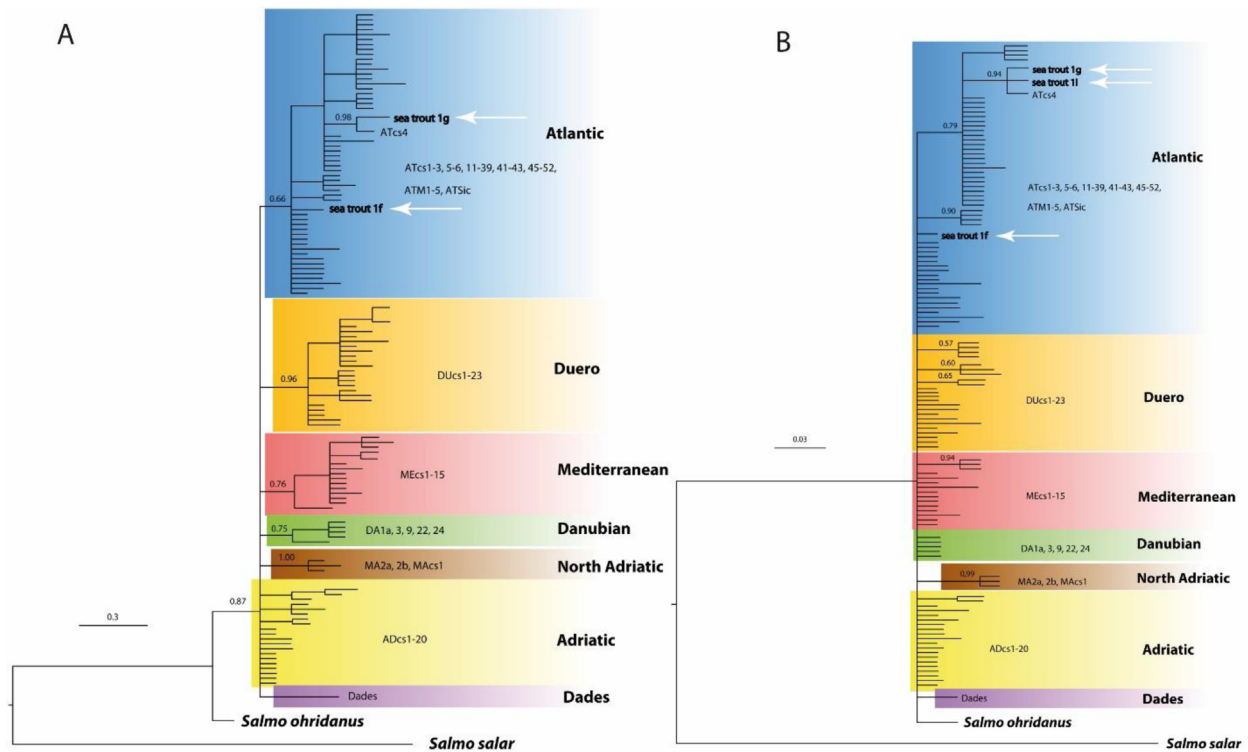 A
0.98
sea trout 1g
ATcs4
Atlantic
ATcs1-3, 5-6, 11-39, 41-43, 45-52,
ATM1-5, ATSic
0.66
sea trout 1f
0.96
DUcs1-23
Duero
0.76
MEcs1-15
Mediterranean
0.75
DA1a, 3, 9, 22, 24
Danubian
1.00
MA2a, 2b, MAcs1
North Adriatic
0.87
0.3
ADcs1-20
Adriatic
Dades
Dades
Salmo ohridanus
Salmo salar
B
0.94
sea trout 1g
sea trout 1l
ATcs4
0.79
Atlantic
ATcs1-3, 5-6, 11-39, 41-43, 45-52,
ATM1-5, ATSic
0.90
sea trout 1f
0.57
0.60
0.65
DUcs1-23
Duero
0.03
0.94
MEcs1-15
Mediterranean
DA1a, 3, 9, 22, 24
Danubian
0.99
MA2a, 2b, MAcs1
North Adriatic
ADcs1-20
Adriatic
Dades
Dades
Salmo ohridanus
Salmo salar